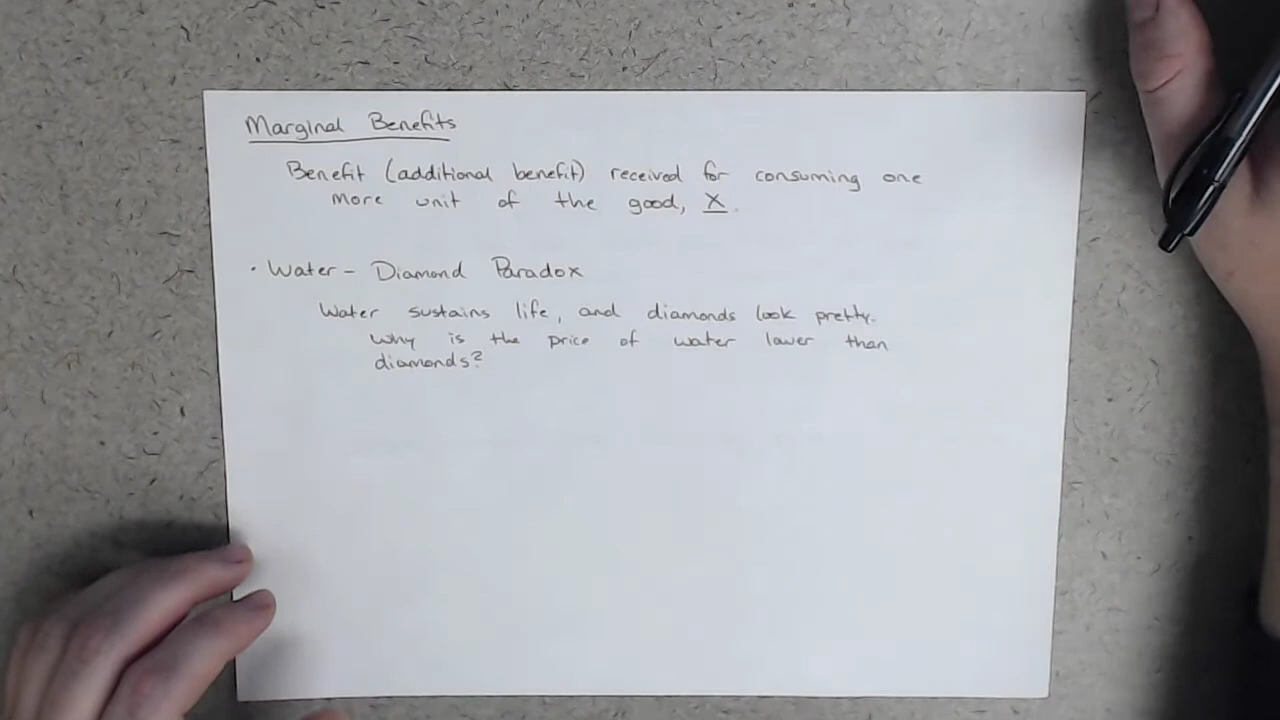 Marginal Benefits
Benefit (additional benefit) received for consuming one
more unit of the good, X.
• Water - Diamond Paradox
Water sustains life, and diamonds look pretty.
Why is the price of water lower than
diamonds?